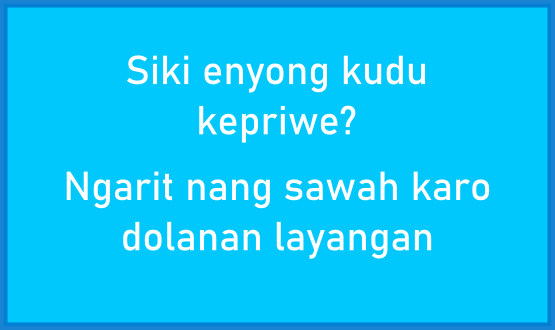 Siki enyong kudu
kepriwe?
Ngarit nang sawah karo
dolanan layangan